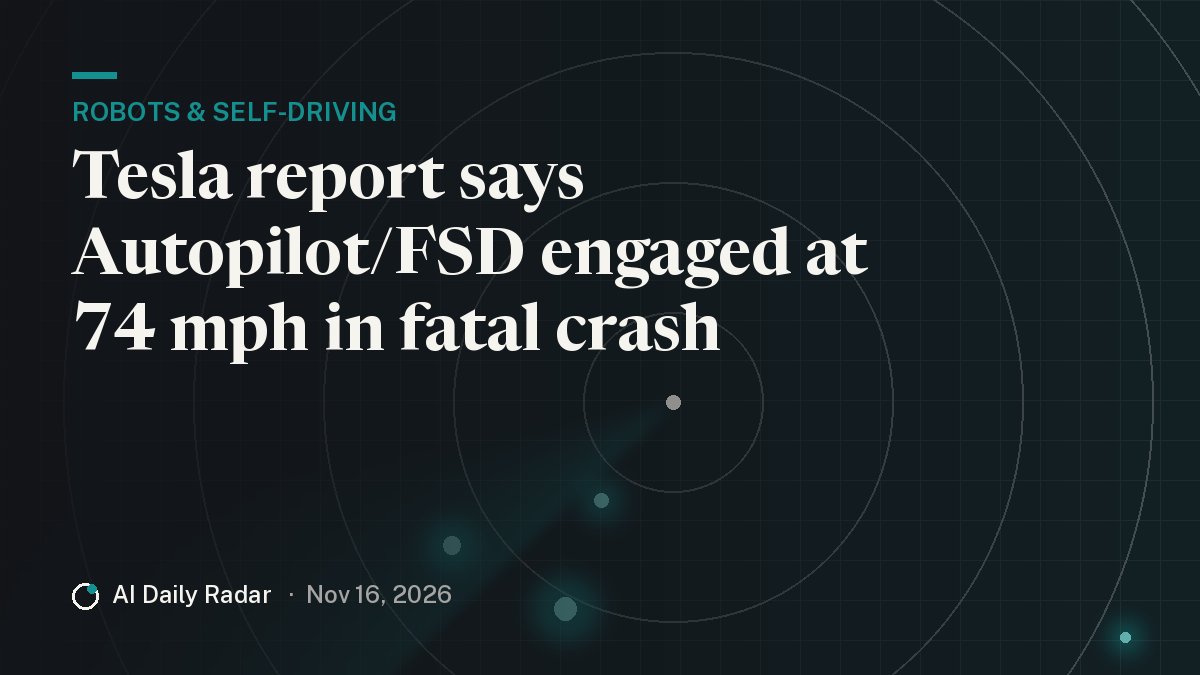 ROBOTS & SELF-DRIVING
Tesla report says
Autopilot/FSD engaged at
74 mph in fatal crash
AI Daily Radar · Nov 16, 2026